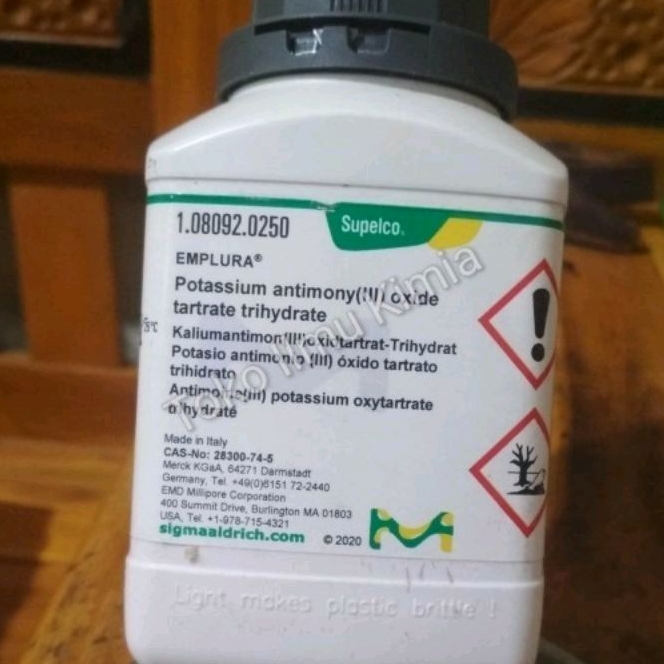 1.08092.0250
Supelco®
EMPLURA®
Potassium antimony(III) oxide
tartrate trihydrate
Kaliumantimon(III)oxidtartrat-Trihydrat
Potasio antimonio (III) óxido tartrato
trihidrato
Antimoine(III) potassium oxytartrate
trihydraté
Made in Italy
CAS-No: 28300-74-5
Merck KGaA, 64271 Darmstadt
Germany, Tel. +49(0)6151 72-2440
EMD Millipore Corporation
400 Summit Drive, Burlington MA 01803
USA, Tel. +1-978-715-4321
sigmaaldrich.com © 2020
Light makes plastic brittle !
Toko Ilmu Kimia